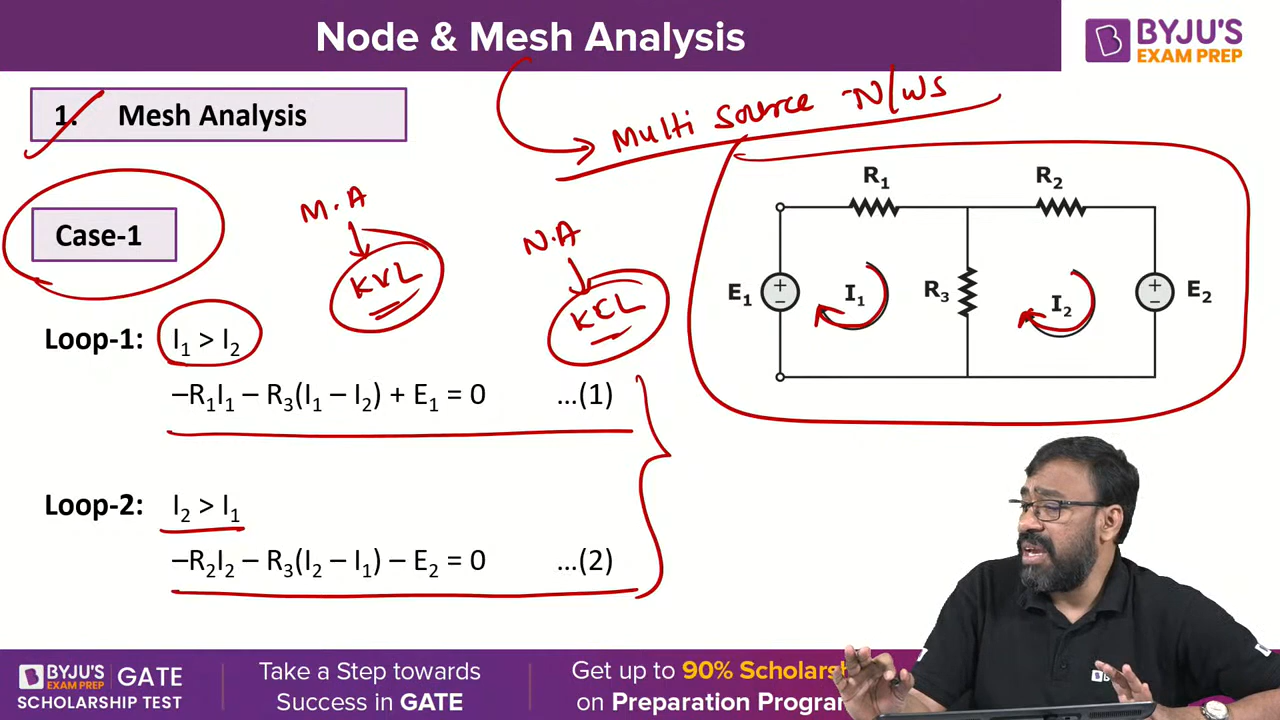 Node & Mesh Analysis
BYJU'S
EXAM PREP
1. Mesh Analysis
Multi source N/Ws
Case-1
M.A
KVL
N.A
KCL
R₁
R₂
E₁
I₁
R₃
I₂
E₂
Loop-1: I₁ > I₂
–R₁I₁ – R₃(I₁ – I₂) + E₁ = 0 ...(1)
Loop-2: I₂ > I₁
–R₂I₂ – R₃(I₂ – I₁) – E₂ = 0 ...(2)
BYJU'S
EXAM PREP
GATE
SCHOLARSHIP TEST
Take a Step towards
Success in GATE
Get up to 90% Scholarsh
on Preparation Program